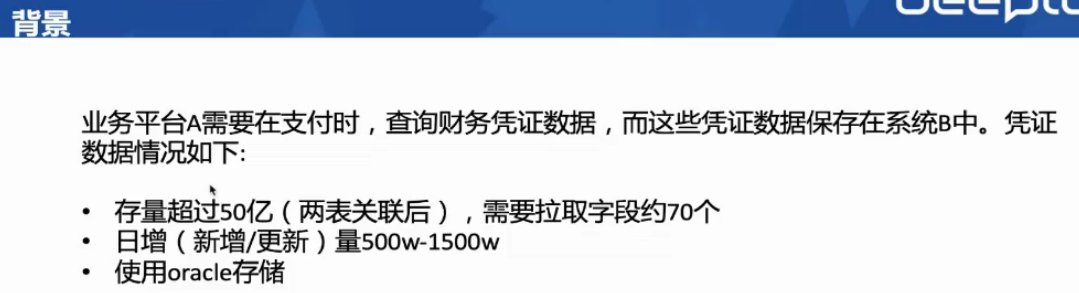 背景
业务平台A需要在支付时，查询财务凭证数据，而这些凭证数据保存在系统B中。凭证
数据情况如下:
• 存量超过50亿（两表关联后），需要拉取字段约70个
• 日增（新增/更新）量500w-1500w
• 使用oracle存储